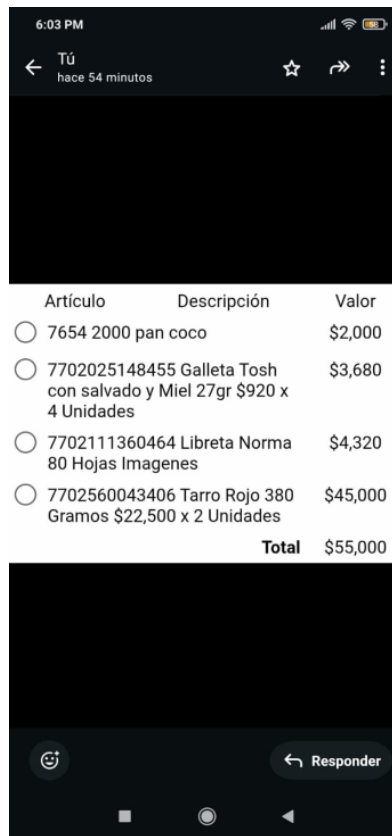 6:03 PM
58
Tú
hace 54 minutos
Artículo Descripción Valor
7654 2000 pan coco $2,000
7702025148455 Galleta Tosh $3,680
con salvado y Miel 27gr $920 x
4 Unidades
7702111360464 Libreta Norma $4,320
80 Hojas Imagenes
7702560043406 Tarro Rojo 380 $45,000
Gramos $22,500 x 2 Unidades
Total $55,000
Responder